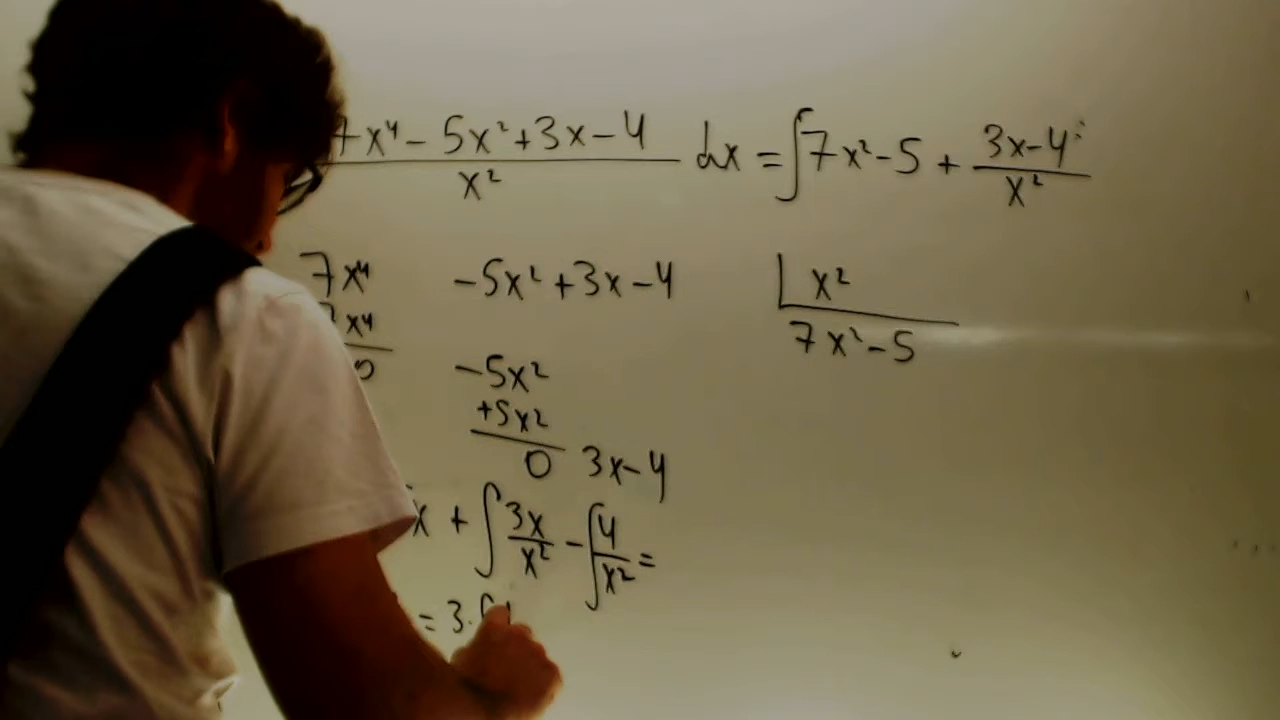 7x⁴ - 5x² + 3x - 4 / x² dx = ∫ 7x² - 5 + 3x - 4 / x²
7x⁴ - 5x² + 3x - 4 | x²
x⁴ 7x² - 5
0 - 5x²
+5x²
0 3x - 4
x + ∫ 3x / x² - ∫ 4 / x² =
= 3. ∫